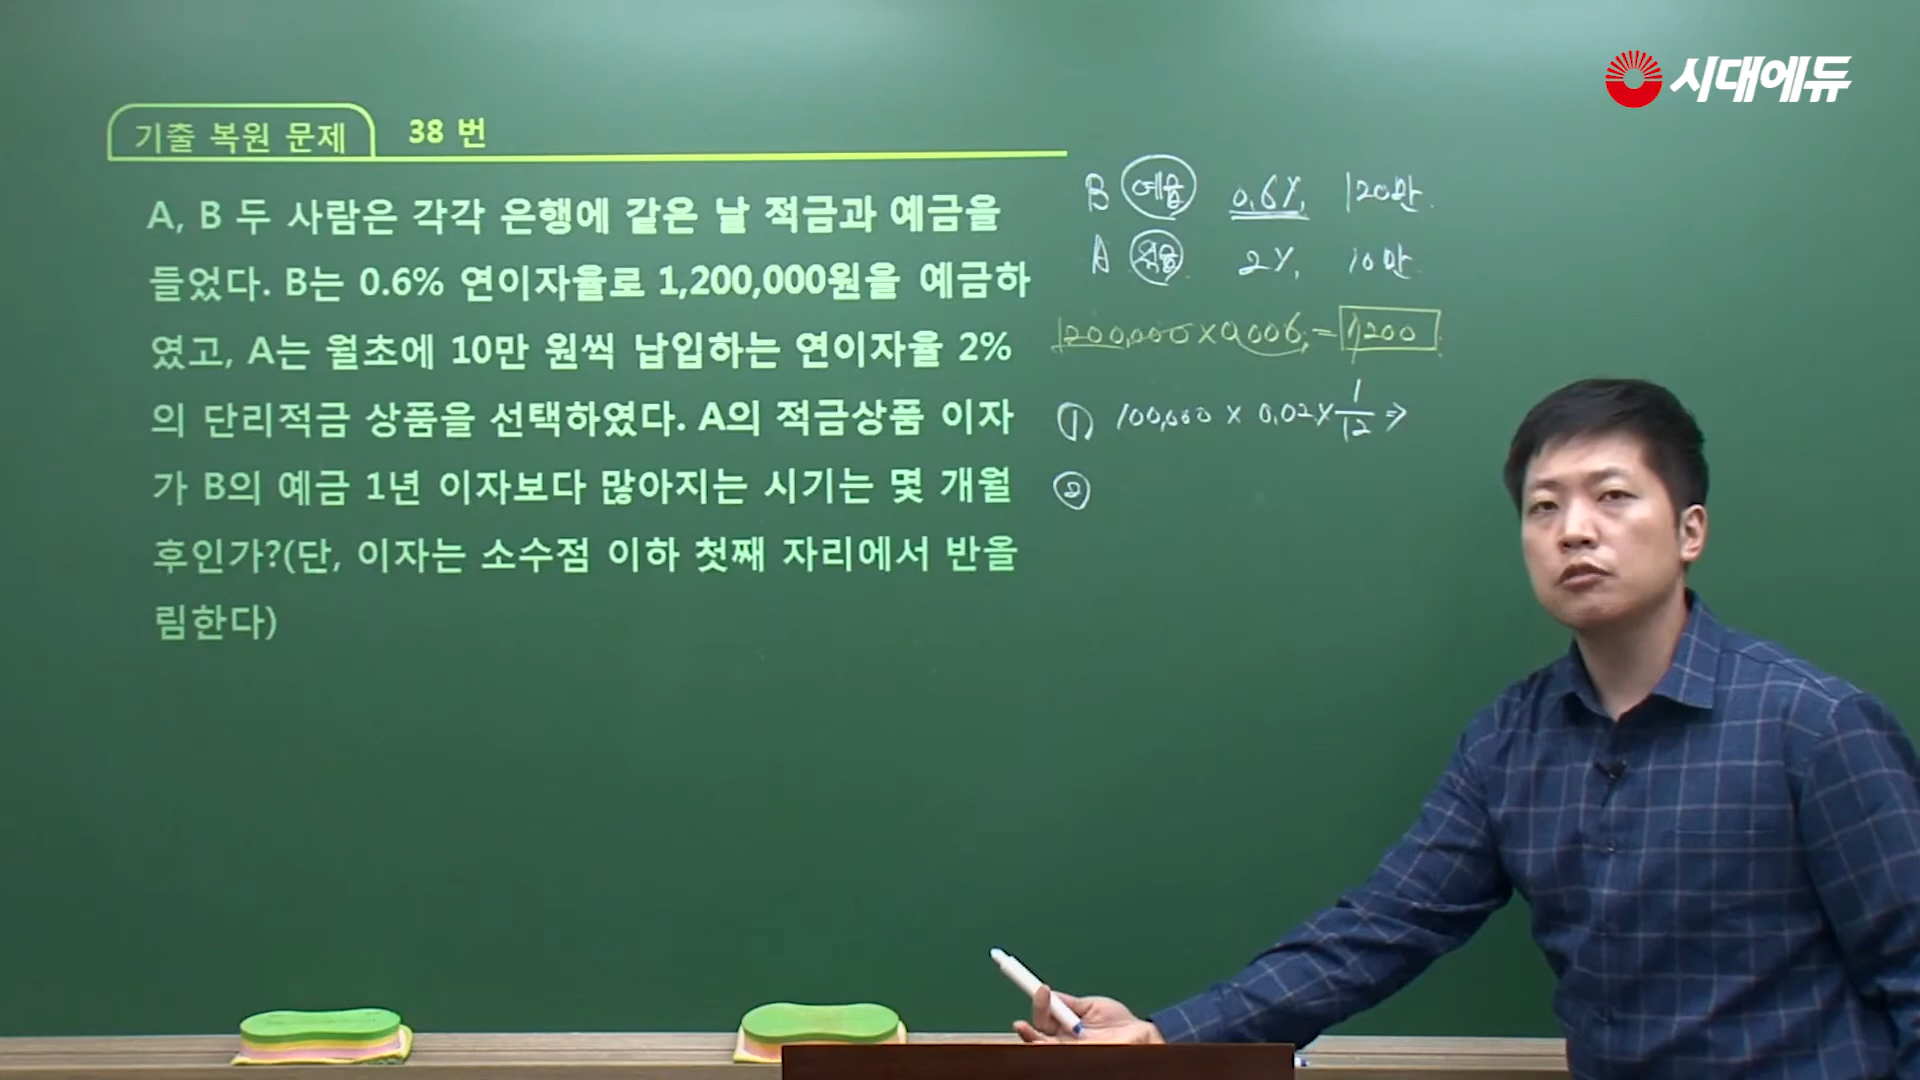 시대에듀
기출 복원 문제 38 번
A, B 두 사람은 각각 은행에 같은 날 적금과 예금을
들었다. B는 0.6% 연이자율로 1,200,000원을 예금하
였고, A는 월초에 10만 원씩 납입하는 연이자율 2%
의 단리적금 상품을 선택하였다. A의 적금상품 이자
가 B의 예금 1년 이자보다 많아지는 시기는 몇 개월
후인가?(단, 이자는 소수점 이하 첫째 자리에서 반올
림한다)
B 예금 0.6% 120만.
A 적금 2% 10만
1200,000 × 0.006 = 7200
① 100,000 × 0.02 × 1/12 ⇒
②